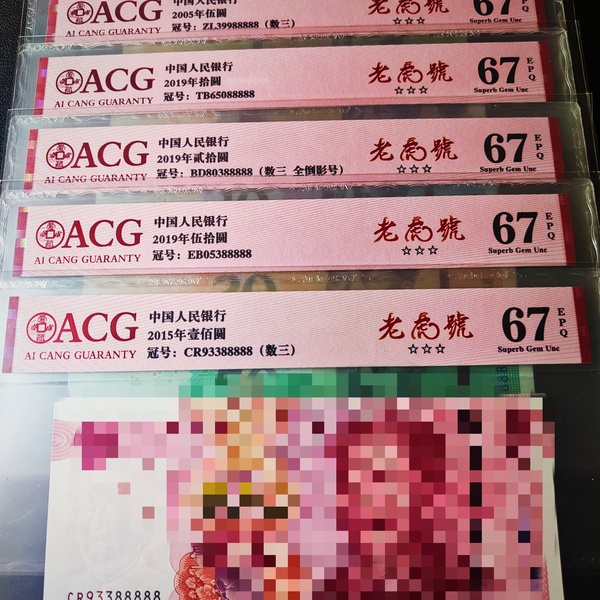 中国人民银行
ACG 2005年伍圆 67
AI CANG GUARANTY 冠号：ZL39988888（数三） ☆☆☆ Superb Gem Unc
中国人民银行
ACG 2019年拾圆 老虎號 67 EPQ
AI CANG GUARANTY 冠号：TB65088888 ☆☆☆ Superb Gem Unc
中国人民银行
ACG 2019年贰拾圆 老虎號 67 EPQ
AI CANG GUARANTY 冠号：BD80388888（数三 全倒影号） ☆☆☆ Superb Gem Unc
中国人民银行
ACG 2019年伍拾圆 老虎號 67 EPQ
AI CANG GUARANTY 冠号：EB05388888 ☆☆☆ Superb Gem Unc
中国人民银行
ACG 2015年壹佰圆 老虎號 67 EPQ
AI CANG GUARANTY 冠号：CR93388888（数三） ☆☆☆ Superb Gem Unc
CR93388888